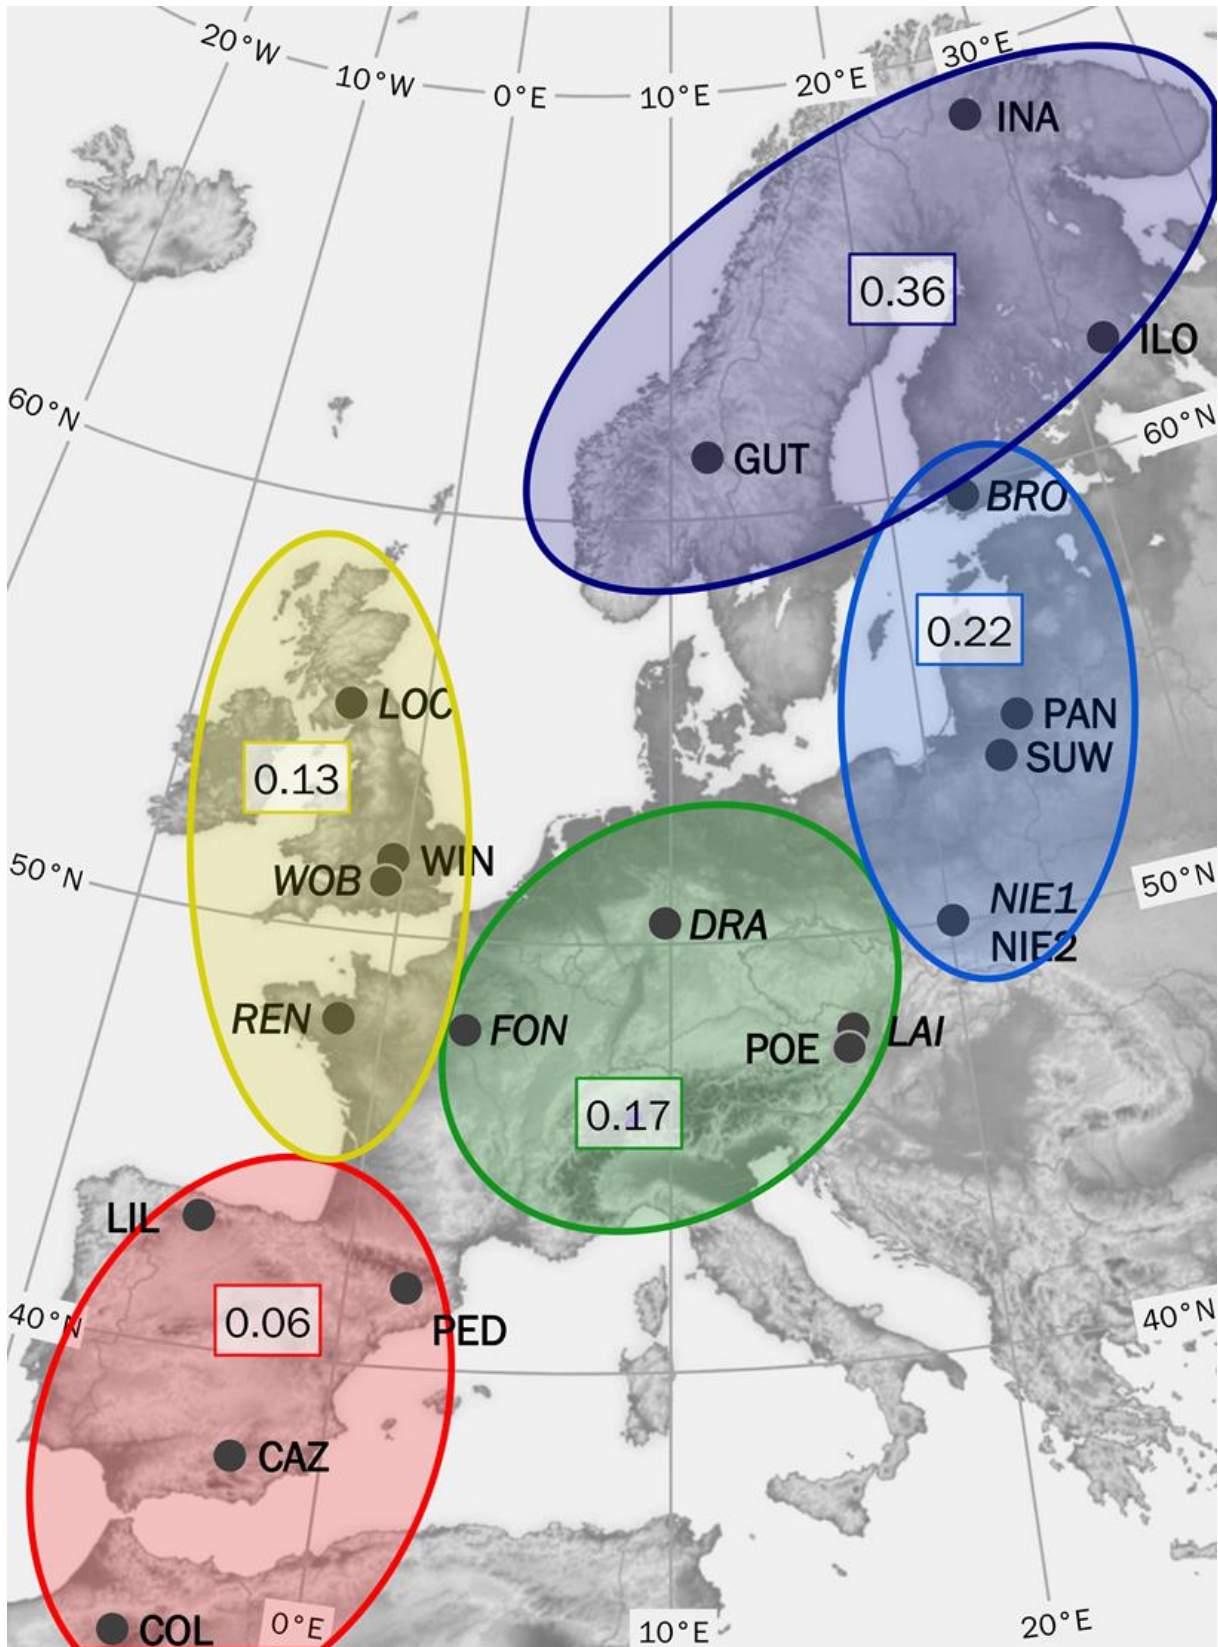 20°W
10°W
0°E
10°E
20°E
30°E
INA
0.36
ILO
60°N
60°N
GUT
BRO
0.22
LOC
PAN
SUW
0.13
WIN
WOB
50°N
50°N
NIE1
NIE2
DRA
REN
FON
LAI
POE
0.17
LIL
40°N
40°N
0.06
PED
CAZ
COL
0°E
10°E
20°E